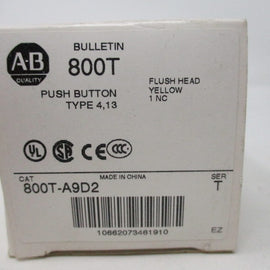 A-B
QUALITY
BULLETIN
800T
PUSH BUTTON
TYPE 4,13
FLUSH HEAD
YELLOW
1 NC
UL
CAT
MADE IN CHINA
SER
800T-A9D2
T
10662073461910
EZ